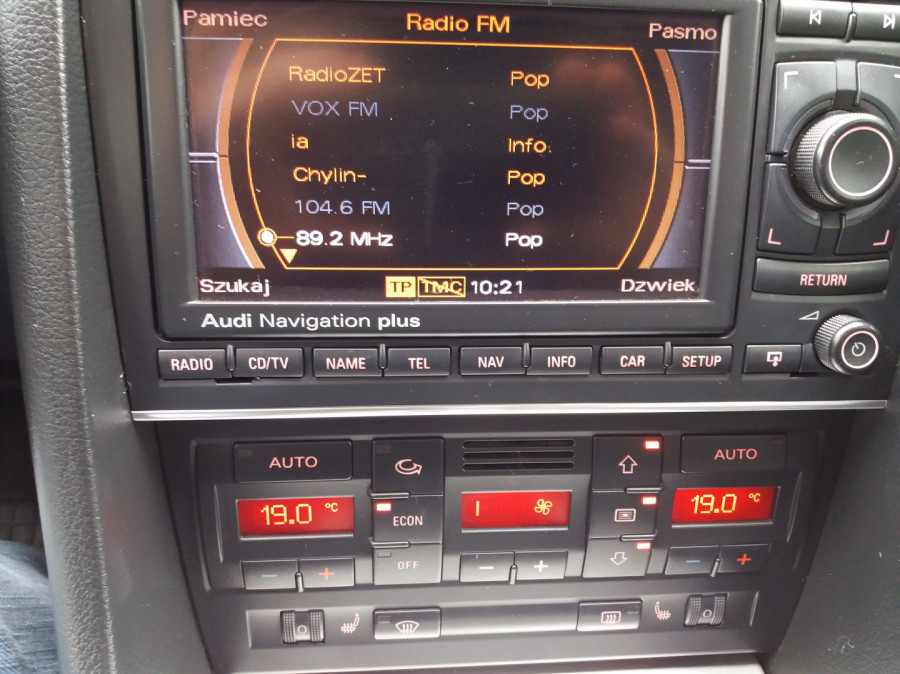 Pamiec Radio FM Pasmo
RadioZET Pop
VOX FM Pop
ia Info
Chylin- Pop
104.6 FM Pop
89.2 MHz Pop
Szukaj TP TMC 10:21 Dzwiek
RETURN
Audi Navigation plus
RADIO CD/TV NAME TEL NAV INFO CAR SETUP
AUTO AUTO
19.0 °C 1 19.0 °C
ECON
OFF